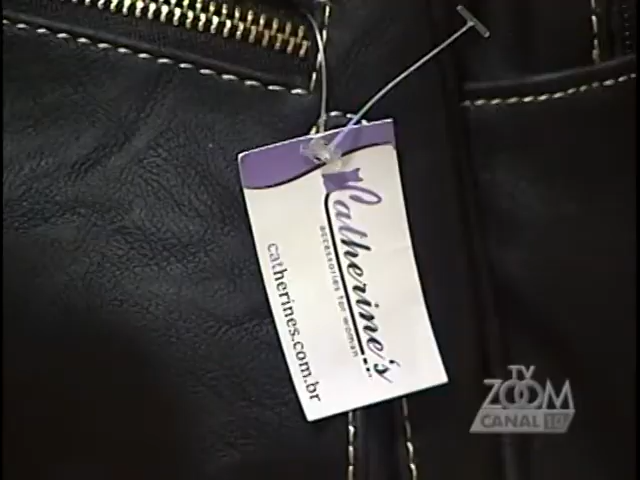 Catherine's
accessories for woman
catherines.com.br
TV
ZOOM
CANAL 10